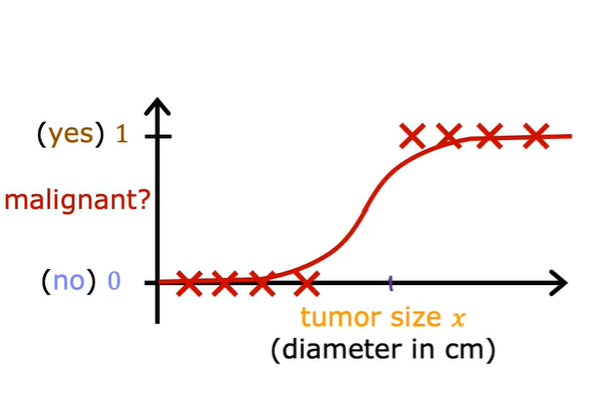 (yes) 1
malignant?
(no) 0
tumor size x
(diameter in cm)